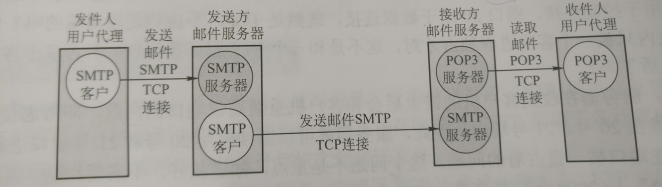 发件人
用户代理
SMTP
客户
发送
邮件
SMTP
TCP
连接
发送方
邮件服务器
SMTP
服务器
SMTP
客户
发送邮件SMTP
TCP连接
接收方
邮件服务器
POP3
服务器
SMTP
服务器
读取
邮件
POP3
TCP
连接
收件人
用户代理
POP3
客户